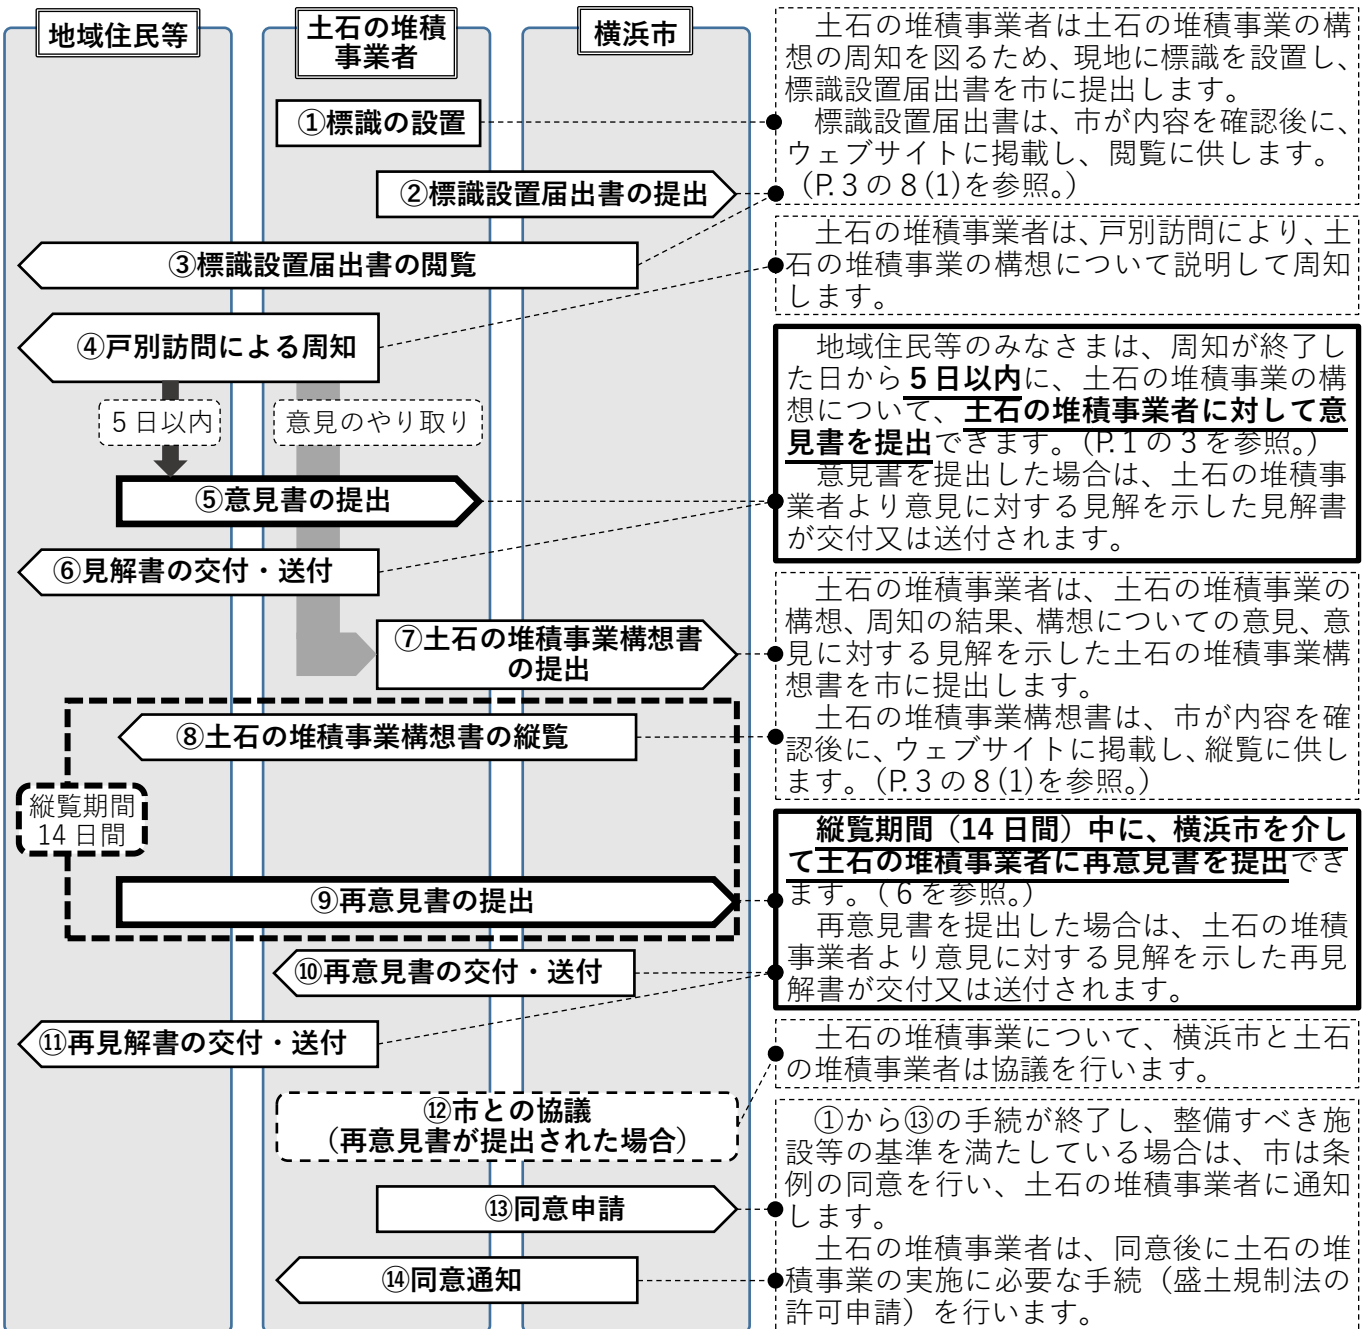 地域住民等
土石の堆積
事業者
横浜市
①標識の設置
②標識設置届出書の提出
③標識設置届出書の閲覧
④戸別訪問による周知
5日以内
意見のやり取り
⑤意見書の提出
⑥見解書の交付・送付
⑦土石の堆積事業構想書
の提出
⑧土石の堆積事業構想書の縦覧
縦覧期間
14日間
⑨再意見書の提出
⑩再意見書の交付・送付
⑪再見解書の交付・送付
⑫市との協議
(再意見書が提出された場合)
⑬同意申請
⑭同意通知
土石の堆積事業者は土石の堆積事業の構
想の周知を図るため、現地に標識を設置し、
標識設置届出書を市に提出します。
標識設置届出書は、市が内容を確認後に、
ウェブサイトに掲載し、閲覧に供します。
(P.3の8(1)を参照。)
土石の堆積事業者は、戸別訪問により、土
石の堆積事業の構想について説明して周知
します。
地域住民等のみなさまは、周知が終了し
た日から5日以内に、土石の堆積事業の構
想について、土石の堆積事業者に対して意
見書を提出できます。(P.1の3を参照。)
意見書を提出した場合は、土石の堆積事
業者より意見に対する見解を示した見解書
が交付又は送付されます。
土石の堆積事業者は、土石の堆積事業の
構想、周知の結果、構想についての意見、意
見に対する見解を示した土石の堆積事業構
想書を市に提出します。
土石の堆積事業構想書は、市が内容を確
認後に、ウェブサイトに掲載し、縦覧に供し
ます。(P.3の8(1)を参照。)
縦覧期間(14日間)中に、横浜市を介し
て土石の堆積事業者に再意見書を提出でき
ます。(6を参照。)
再意見書を提出した場合は、土石の堆積
事業者より意見に対する見解を示した再見
解書が交付又は送付されます。
土石の堆積事業について、横浜市と土石
の堆積事業者は協議を行います。
①から⑬の手続が終了し、整備すべき施
設等の基準を満たしている場合は、市は条
例の同意を行い、土石の堆積事業者に通知
します。
土石の堆積事業者は、同意後に土石の堆
積事業の実施に必要な手続(盛土規制法の
許可申請)を行います。